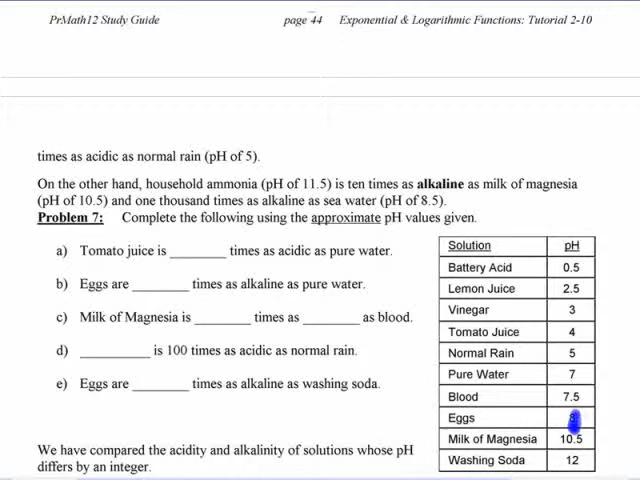 PrMath12 Study Guide page 44 Exponential & Logarithmic Functions: Tutorial 2-10
times as acidic as normal rain (pH of 5).
On the other hand, household ammonia (pH of 11.5) is ten times as alkaline as milk of magnesia
(pH of 10.5) and one thousand times as alkaline as sea water (pH of 8.5).
Problem 7: Complete the following using the approximate pH values given.
a) Tomato juice is ________ times as acidic as pure water.
b) Eggs are ________ times as alkaline as pure water.
c) Milk of Magnesia is ________ times as ________ as blood.
d) __________ is 100 times as acidic as normal rain.
e) Eggs are ________ times as alkaline as washing soda.
Solution pH
Battery Acid 0.5
Lemon Juice 2.5
Vinegar 3
Tomato Juice 4
Normal Rain 5
Pure Water 7
Blood 7.5
Eggs 8
Milk of Magnesia 10.5
Washing Soda 12
We have compared the acidity and alkalinity of solutions whose pH
differs by an integer.